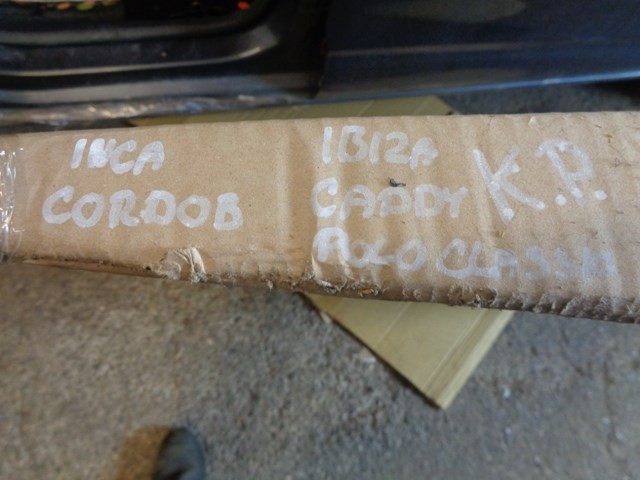 INCA
CORDOB
IBIZA
CADDY
POLO CLASSIC
K.P.